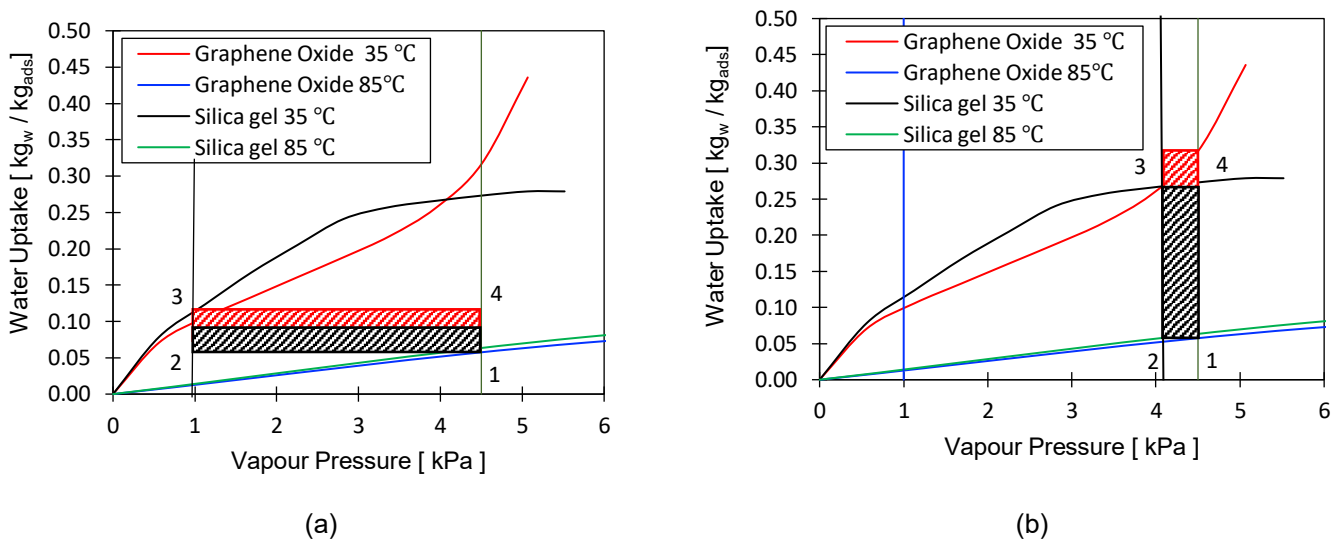 0.50
0.45
0.40
0.35
0.30
0.25
0.20
0.15
0.10
0.05
0.00
Water Uptake [ kg_w / kg_ads]
Graphene Oxide 35 ℃
Graphene Oxide 85℃
Silica gel 35 ℃
Silica gel 85 ℃
3
4
2
1
0 1 2 3 4 5 6
Vapour Pressure [ kPa ]
(a)
0.50
0.45
0.40
0.35
0.30
0.25
0.20
0.15
0.10
0.05
0.00
Water Uptake [ kg_w / kg_ads]
Graphene Oxide 35 ℃
Graphene Oxide 85℃
Silica gel 35 ℃
Silica gel 85 ℃
3 4
2 1
0 1 2 3 4 5 6
Vapour Pressure [ kPa ]
(b)